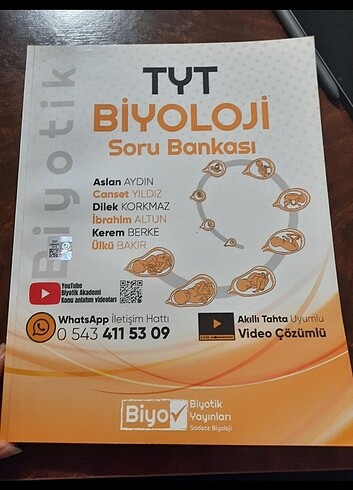 Biyotik
TYT
BİYOLOJİ
Soru Bankası
Aslan AYDIN
Canset YILDIZ
Dilek KORKMAZ
İbrahim ALTUN
Kerem BERKE
Ülkü BAKIR
YouTube
Biyotik Akademi
Konu anlatım videoları
WhatsApp İletişim Hattı
0 543 411 53 09
Akıllı Tahta Uyumlu
Video Çözümlü
Biyo
Biyotik
Yayınları
Sadece Biyoloji